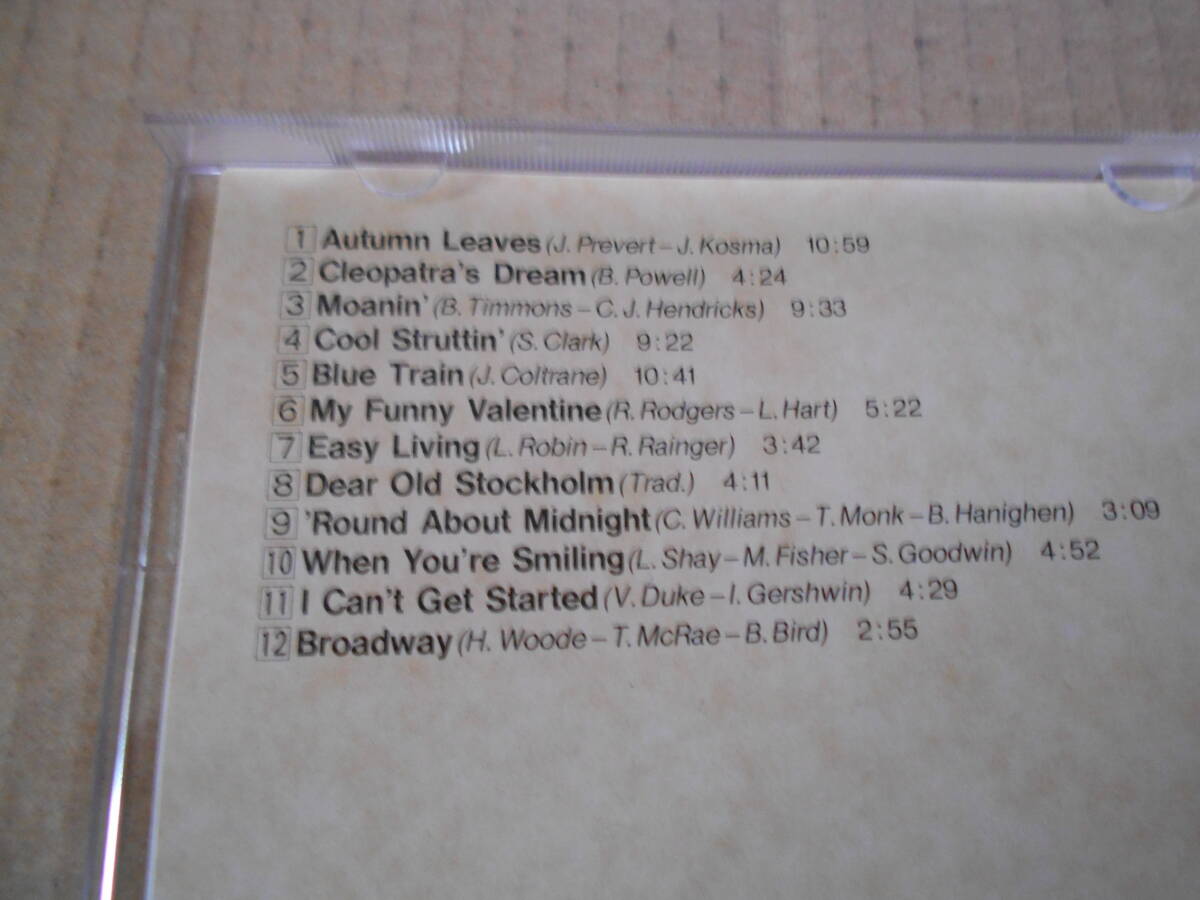 1 Autumn Leaves (J. Prevert – J. Kosma) 10:59
2 Cleopatra's Dream (B. Powell) 4:24
3 Moanin' (B. Timmons – C. J. Hendricks) 9:33
4 Cool Struttin' (S. Clark) 9:22
5 Blue Train (J. Coltrane) 10:41
6 My Funny Valentine (R. Rodgers – L. Hart) 5:22
7 Easy Living (L. Robin – R. Rainger) 3:42
8 Dear Old Stockholm (Trad.) 4:11
9 'Round About Midnight (C. Williams – T. Monk – B. Hanighen) 3:09
10 When You're Smiling (L. Shay – M. Fisher – S. Goodwin) 4:52
11 I Can't Get Started (V. Duke – I. Gershwin) 4:29
12 Broadway (H. Woode – T. McRae – B. Bird) 2:55